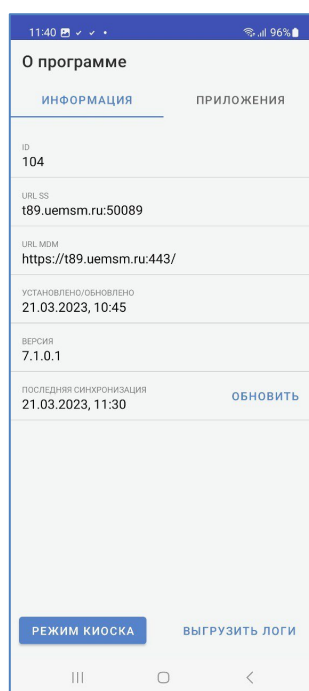 11:40 96%
О программе
ИНФОРМАЦИЯ ПРИЛОЖЕНИЯ
ID
104
URL SS
t89.uemsm.ru:50089
URL MDM
https://t89.uemsm.ru:443/
УСТАНОВЛЕНО/ОБНОВЛЕНО
21.03.2023, 10:45
ВЕРСИЯ
7.1.0.1
ПОСЛЕДНЯЯ СИНХРОНИЗАЦИЯ
21.03.2023, 11:30 ОБНОВИТЬ
РЕЖИМ КИОСКА ВЫГРУЗИТЬ ЛОГИ